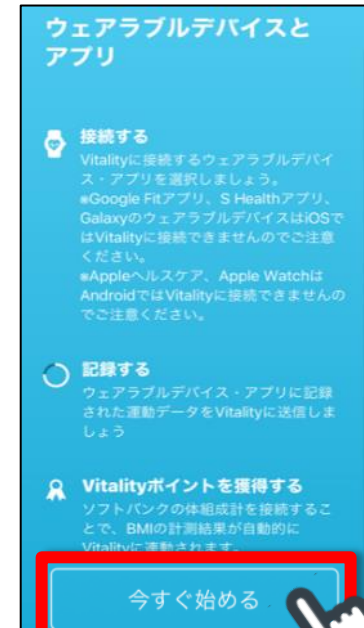 ウェアラブルデバイスと
アプリ
接続する
Vitalityに接続するウェアラブルデバイ
ス・アプリを選択しましょう。
※Google Fitアプリ、S Healthアプリ、
GalaxyのウェアラブルデバイスはiOSで
はVitalityに接続できませんのでご注意
ください。
※Appleヘルスケア、Apple Watchは
AndroidではVitalityに接続できませんの
でご注意ください。
記録する
ウェアラブルデバイス・アプリに記録
された運動データをVitalityに送信しま
しょう
Vitalityポイントを獲得する
ソフトバンクの体組成計を接続するこ
とで、BMIの計測結果が自動的に
Vitalityに連動されます。
今すぐ始める